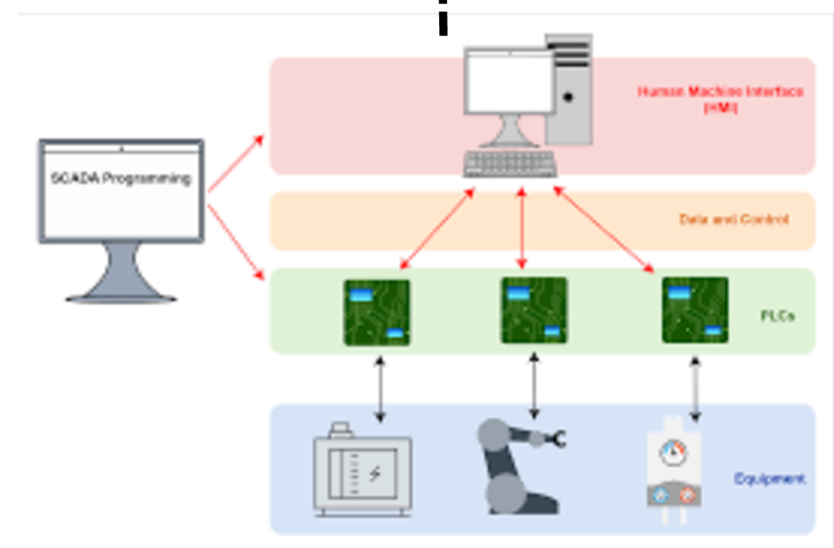 SCADA Programming
Human Machine Interface
(HMI)
Data and Control
PLCs
Equipment